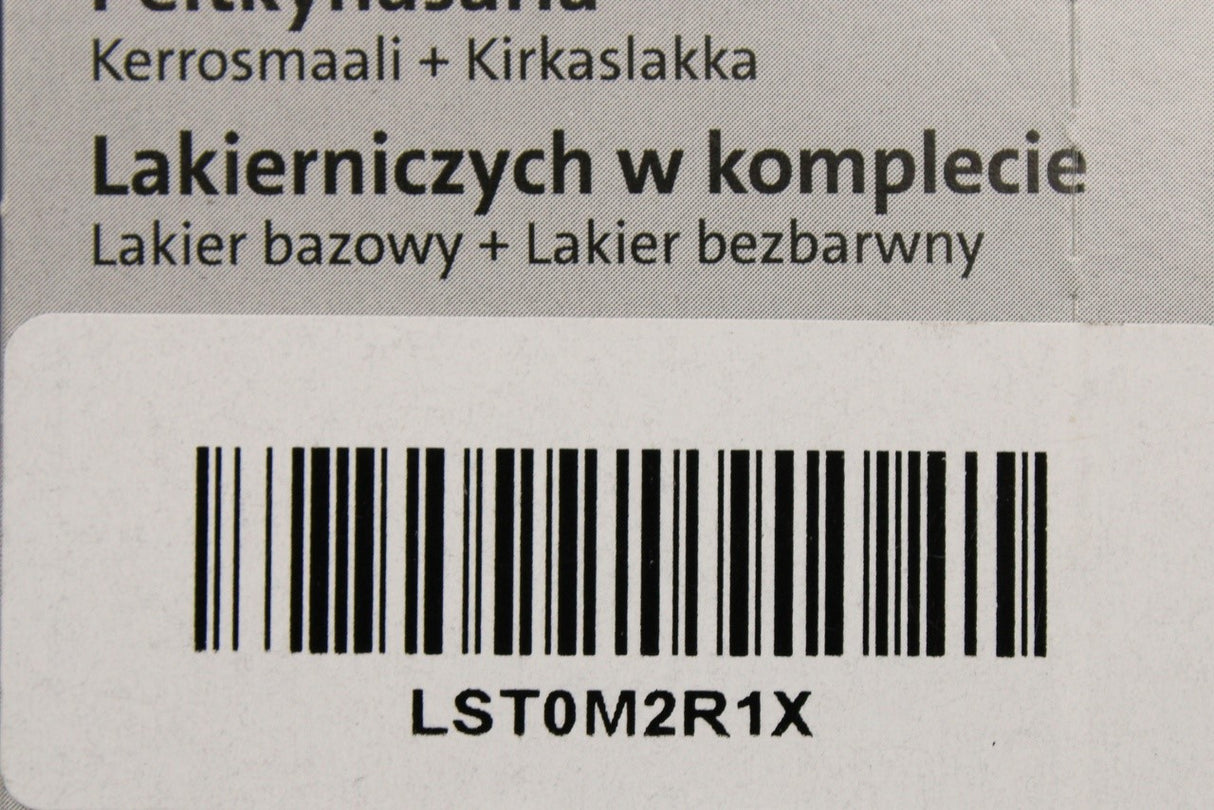 Kerrosmaali + Kirkaslakka
Lakierniczych w komplecie
Lakier bazowy + Lakier bezbarwny
LST0M2R1X